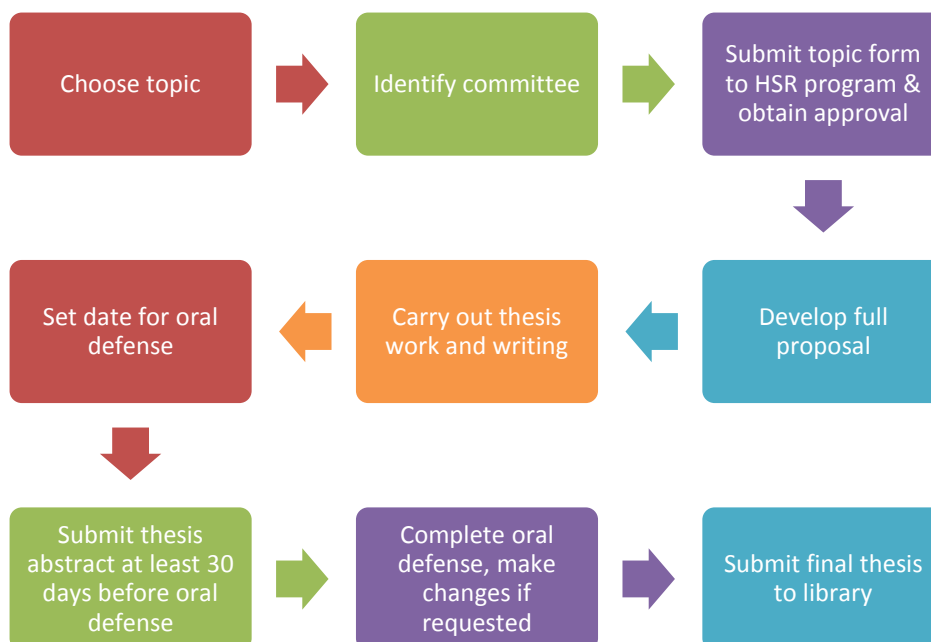 Choose topic
Identify committee
Submit topic form
to HSR program &
obtain approval
Develop full
proposal
Carry out thesis
work and writing
Set date for oral
defense
Submit thesis
abstract at least 30
days before oral
defense
Complete oral
defense, make
changes if
requested
Submit final thesis
to library